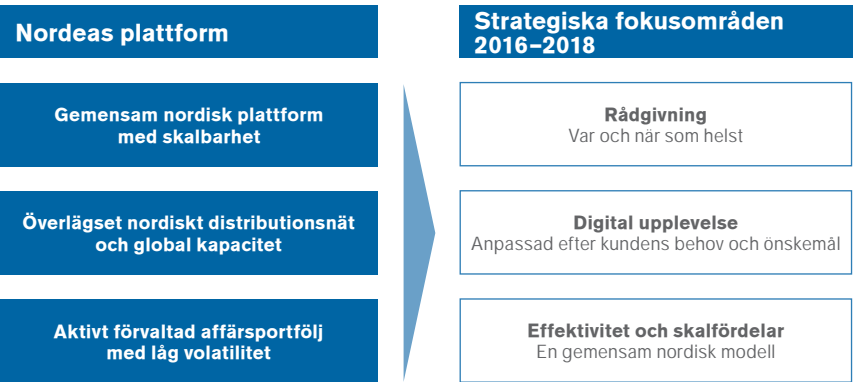 Nordeas plattform
Gemensam nordisk plattform
med skalbarhet
Överlägset nordiskt distributionsnät
och global kapacitet
Aktivt förvaltad affärsportfölj
med låg volatilitet
Strategiska fokusområden
2016–2018
Rådgivning
Var och när som helst
Digital upplevelse
Anpassad efter kundens behov och önskemål
Effektivitet och skalfördelar
En gemensam nordisk modell